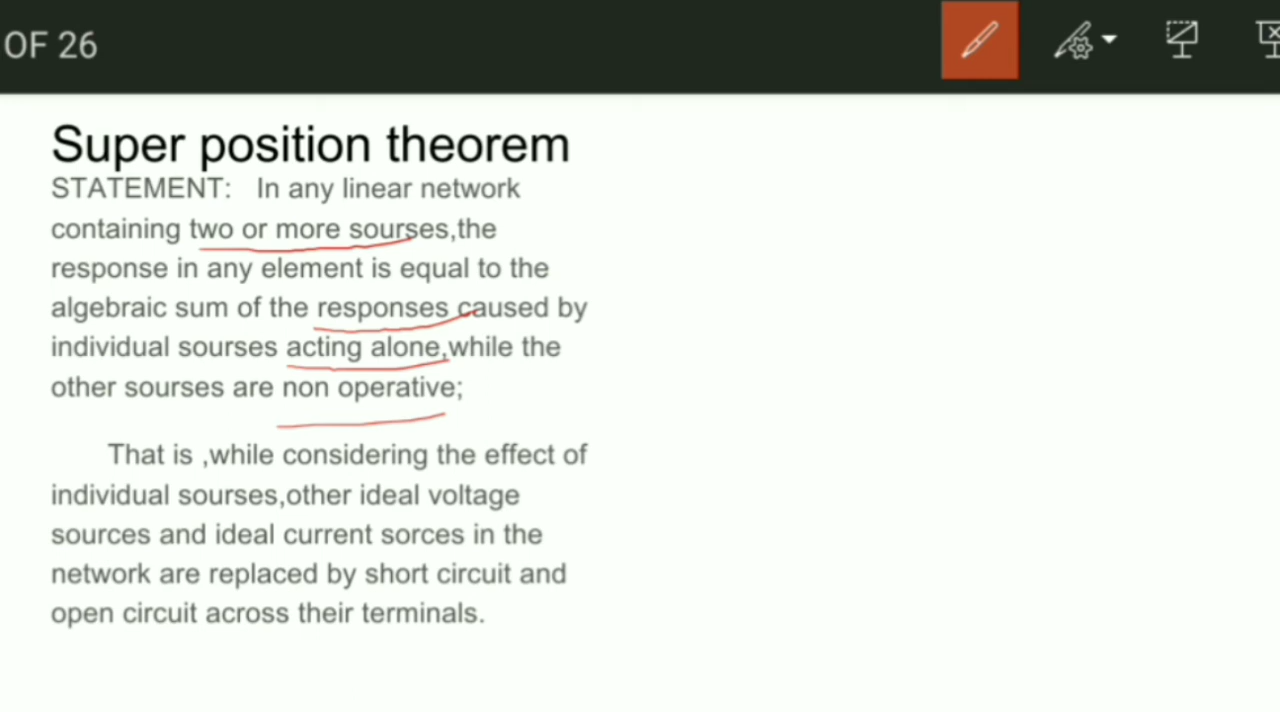 OF 26
Super position theorem
STATEMENT: In any linear network
containing two or more sourses,the
response in any element is equal to the
algebraic sum of the responses caused by
individual sourses acting alone,while the
other sourses are non operative;
That is ,while considering the effect of
individual sourses,other ideal voltage
sources and ideal current sorces in the
network are replaced by short circuit and
open circuit across their terminals.